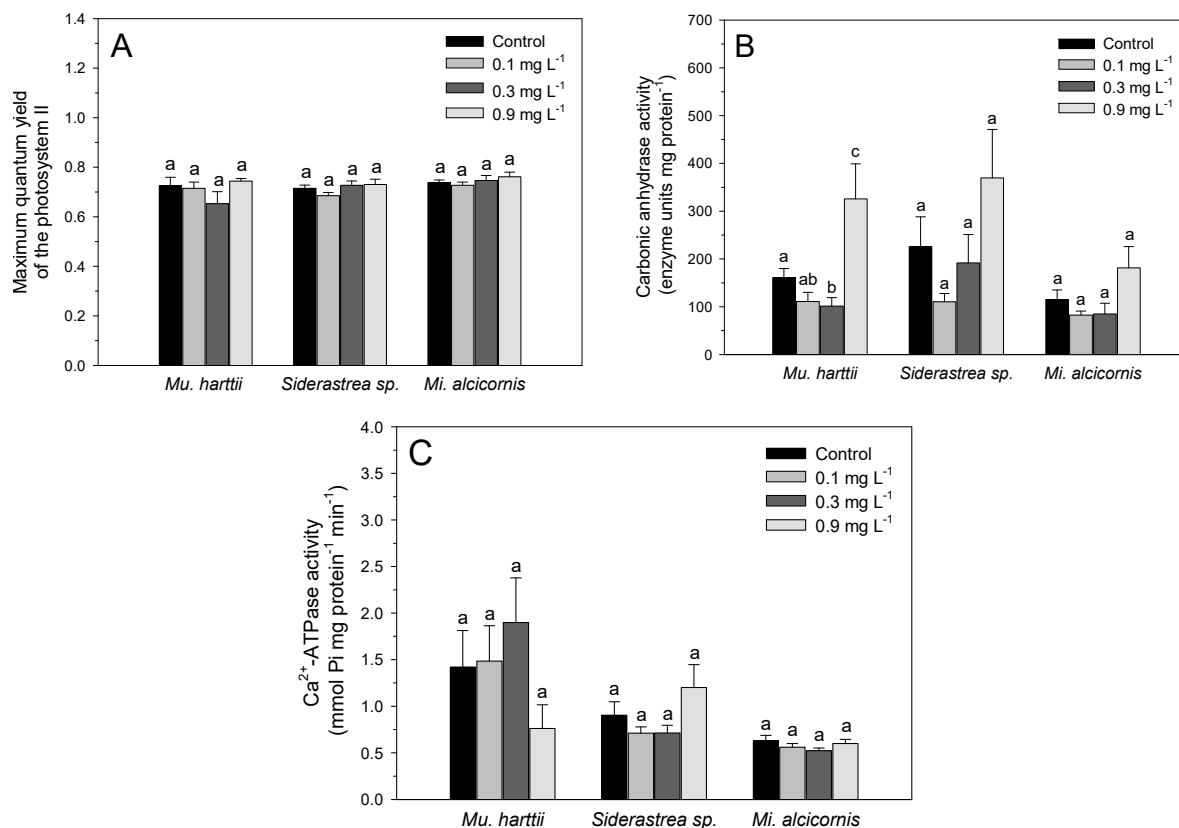 A
Maximum quantum yield
of the photosystem II
1.4
1.2
1.0
0.8
0.6
0.4
0.2
0.0
Control
0.1 mg L⁻¹
0.3 mg L⁻¹
0.9 mg L⁻¹
a a a a a a a a a a a a
Mu. harttii Siderastrea sp. Mi. alcicornis
B
Carbonic anhydrase activity
(enzyme units mg protein⁻¹)
700
600
500
400
300
200
100
0
Control
0.1 mg L⁻¹
0.3 mg L⁻¹
0.9 mg L⁻¹
a ab b c a a a a a a a a
Mu. harttii Siderastrea sp. Mi. alcicornis
C
Ca²⁺-ATPase activity
(mmol Pi mg protein⁻¹ min⁻¹)
4.0
3.5
3.0
2.5
2.0
1.5
1.0
0.5
0.0
Control
0.1 mg L⁻¹
0.3 mg L⁻¹
0.9 mg L⁻¹
a a a a a a a a a a a a
Mu. harttii Siderastrea sp. Mi. alcicornis